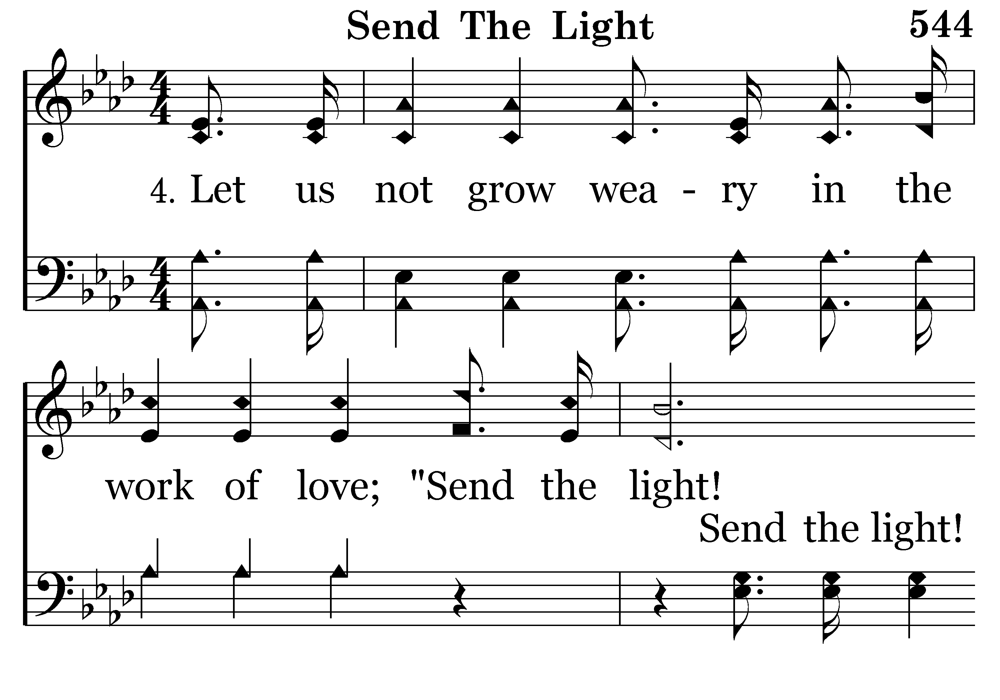 Send The Light 544
4. Let us not grow wea - ry in the
work of love; "Send the light!
Send the light!